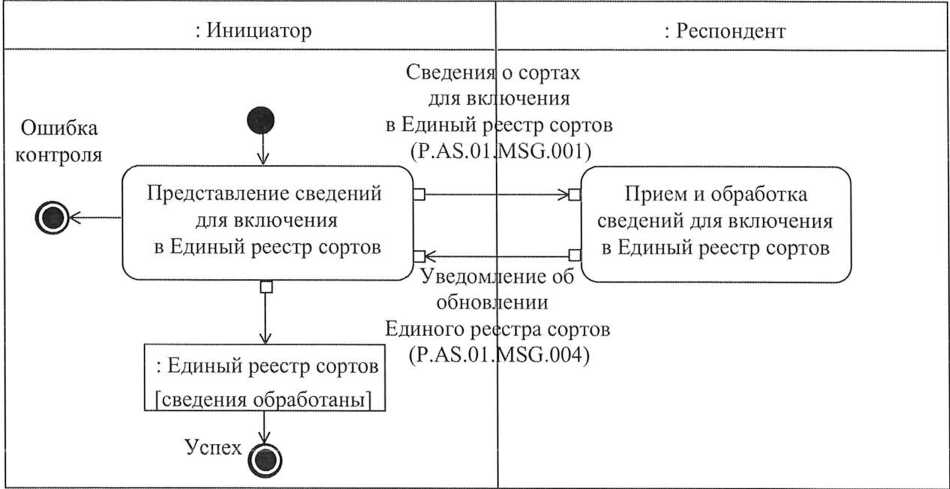 : Инициатор
: Респондент
Сведения о сортах
для включения
в Единый реестр сортов
(P.AS.01.MSG.001)
Ошибка
контроля
Представление сведений
для включения
в Единый реестр сортов
Прием и обработка
сведений для включения
в Единый реестр сортов
Уведомление об
обновлении
Единого реестра сортов
(P.AS.01.MSG.004)
: Единый реестр сортов
[сведения обработаны]
Успех